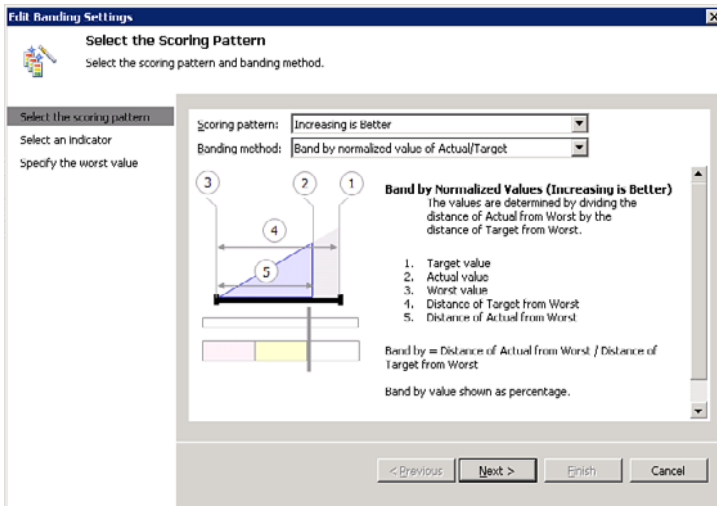 Edit Banding Settings
Select the Scoring Pattern
Select the scoring pattern and banding method.
Select the scoring pattern
Select an indicator
Specify the worst value
Scoring pattern: Increasing is Better
Banding method: Band by normalized value of Actual/Target
3 2 1
4
5
Band by Normalized Values (Increasing is Better)
The values are determined by dividing the
distance of Actual from Worst by the
distance of Target from Worst.
1. Target value
2. Actual value
3. Worst value
4. Distance of Target from Worst
5. Distance of Actual from Worst
Band by = Distance of Actual from Worst / Distance of
Target from Worst
Band by value shown as percentage.
< Previous Next > Finish Cancel